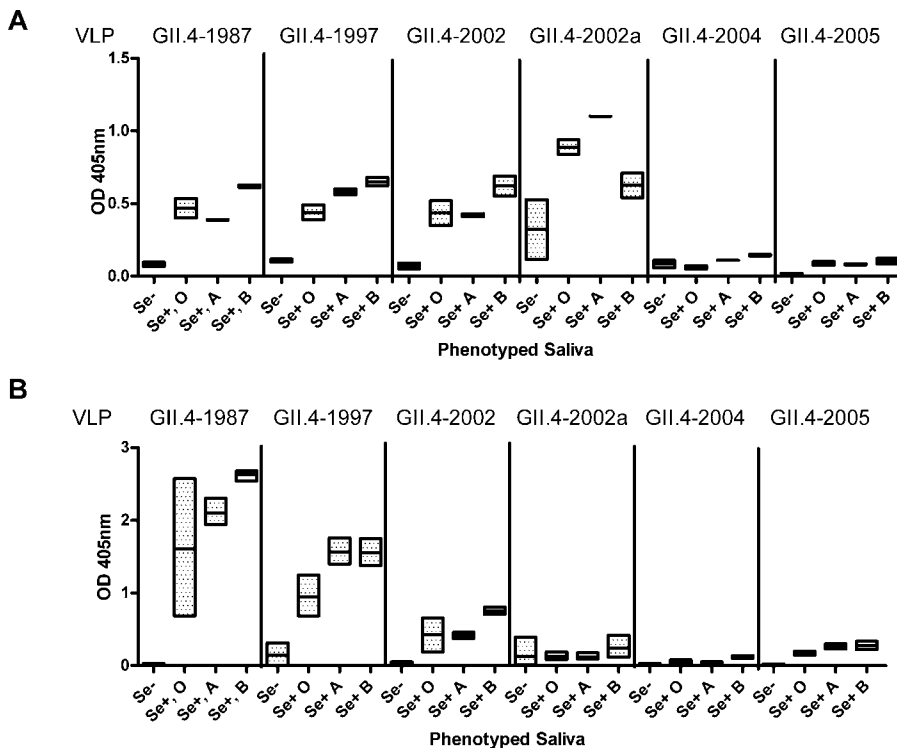 A
VLP GII.4-1987 GII.4-1997 GII.4-2002 GII.4-2002a GII.4-2004 GII.4-2005
1.5
1.0
0.5
0.0
OD 405nm
Se- Se+, O Se+, A Se+, B Se- Se+ O Se+ A Se+ B Se- Se+ O Se+ A Se+ B Se- Se+ O Se+ A Se+ B Se- Se+ O Se+ A Se+ B Se- Se+ O Se+ A Se+ B
Phenotyped Saliva
B
VLP GII.4-1987 GII.4-1997 GII.4-2002 GII.4-2002a GII.4-2004 GII.4-2005
3
2
1
0
OD 405nm
Se- Se+, O Se+, A Se+, B Se- Se+ O Se+ A Se+ B Se- Se+ O Se+ A Se+ B Se- Se+ O Se+ A Se+ B Se- Se+ O Se+ A Se+ B Se- Se+ O Se+ A Se+ B
Phenotyped Saliva